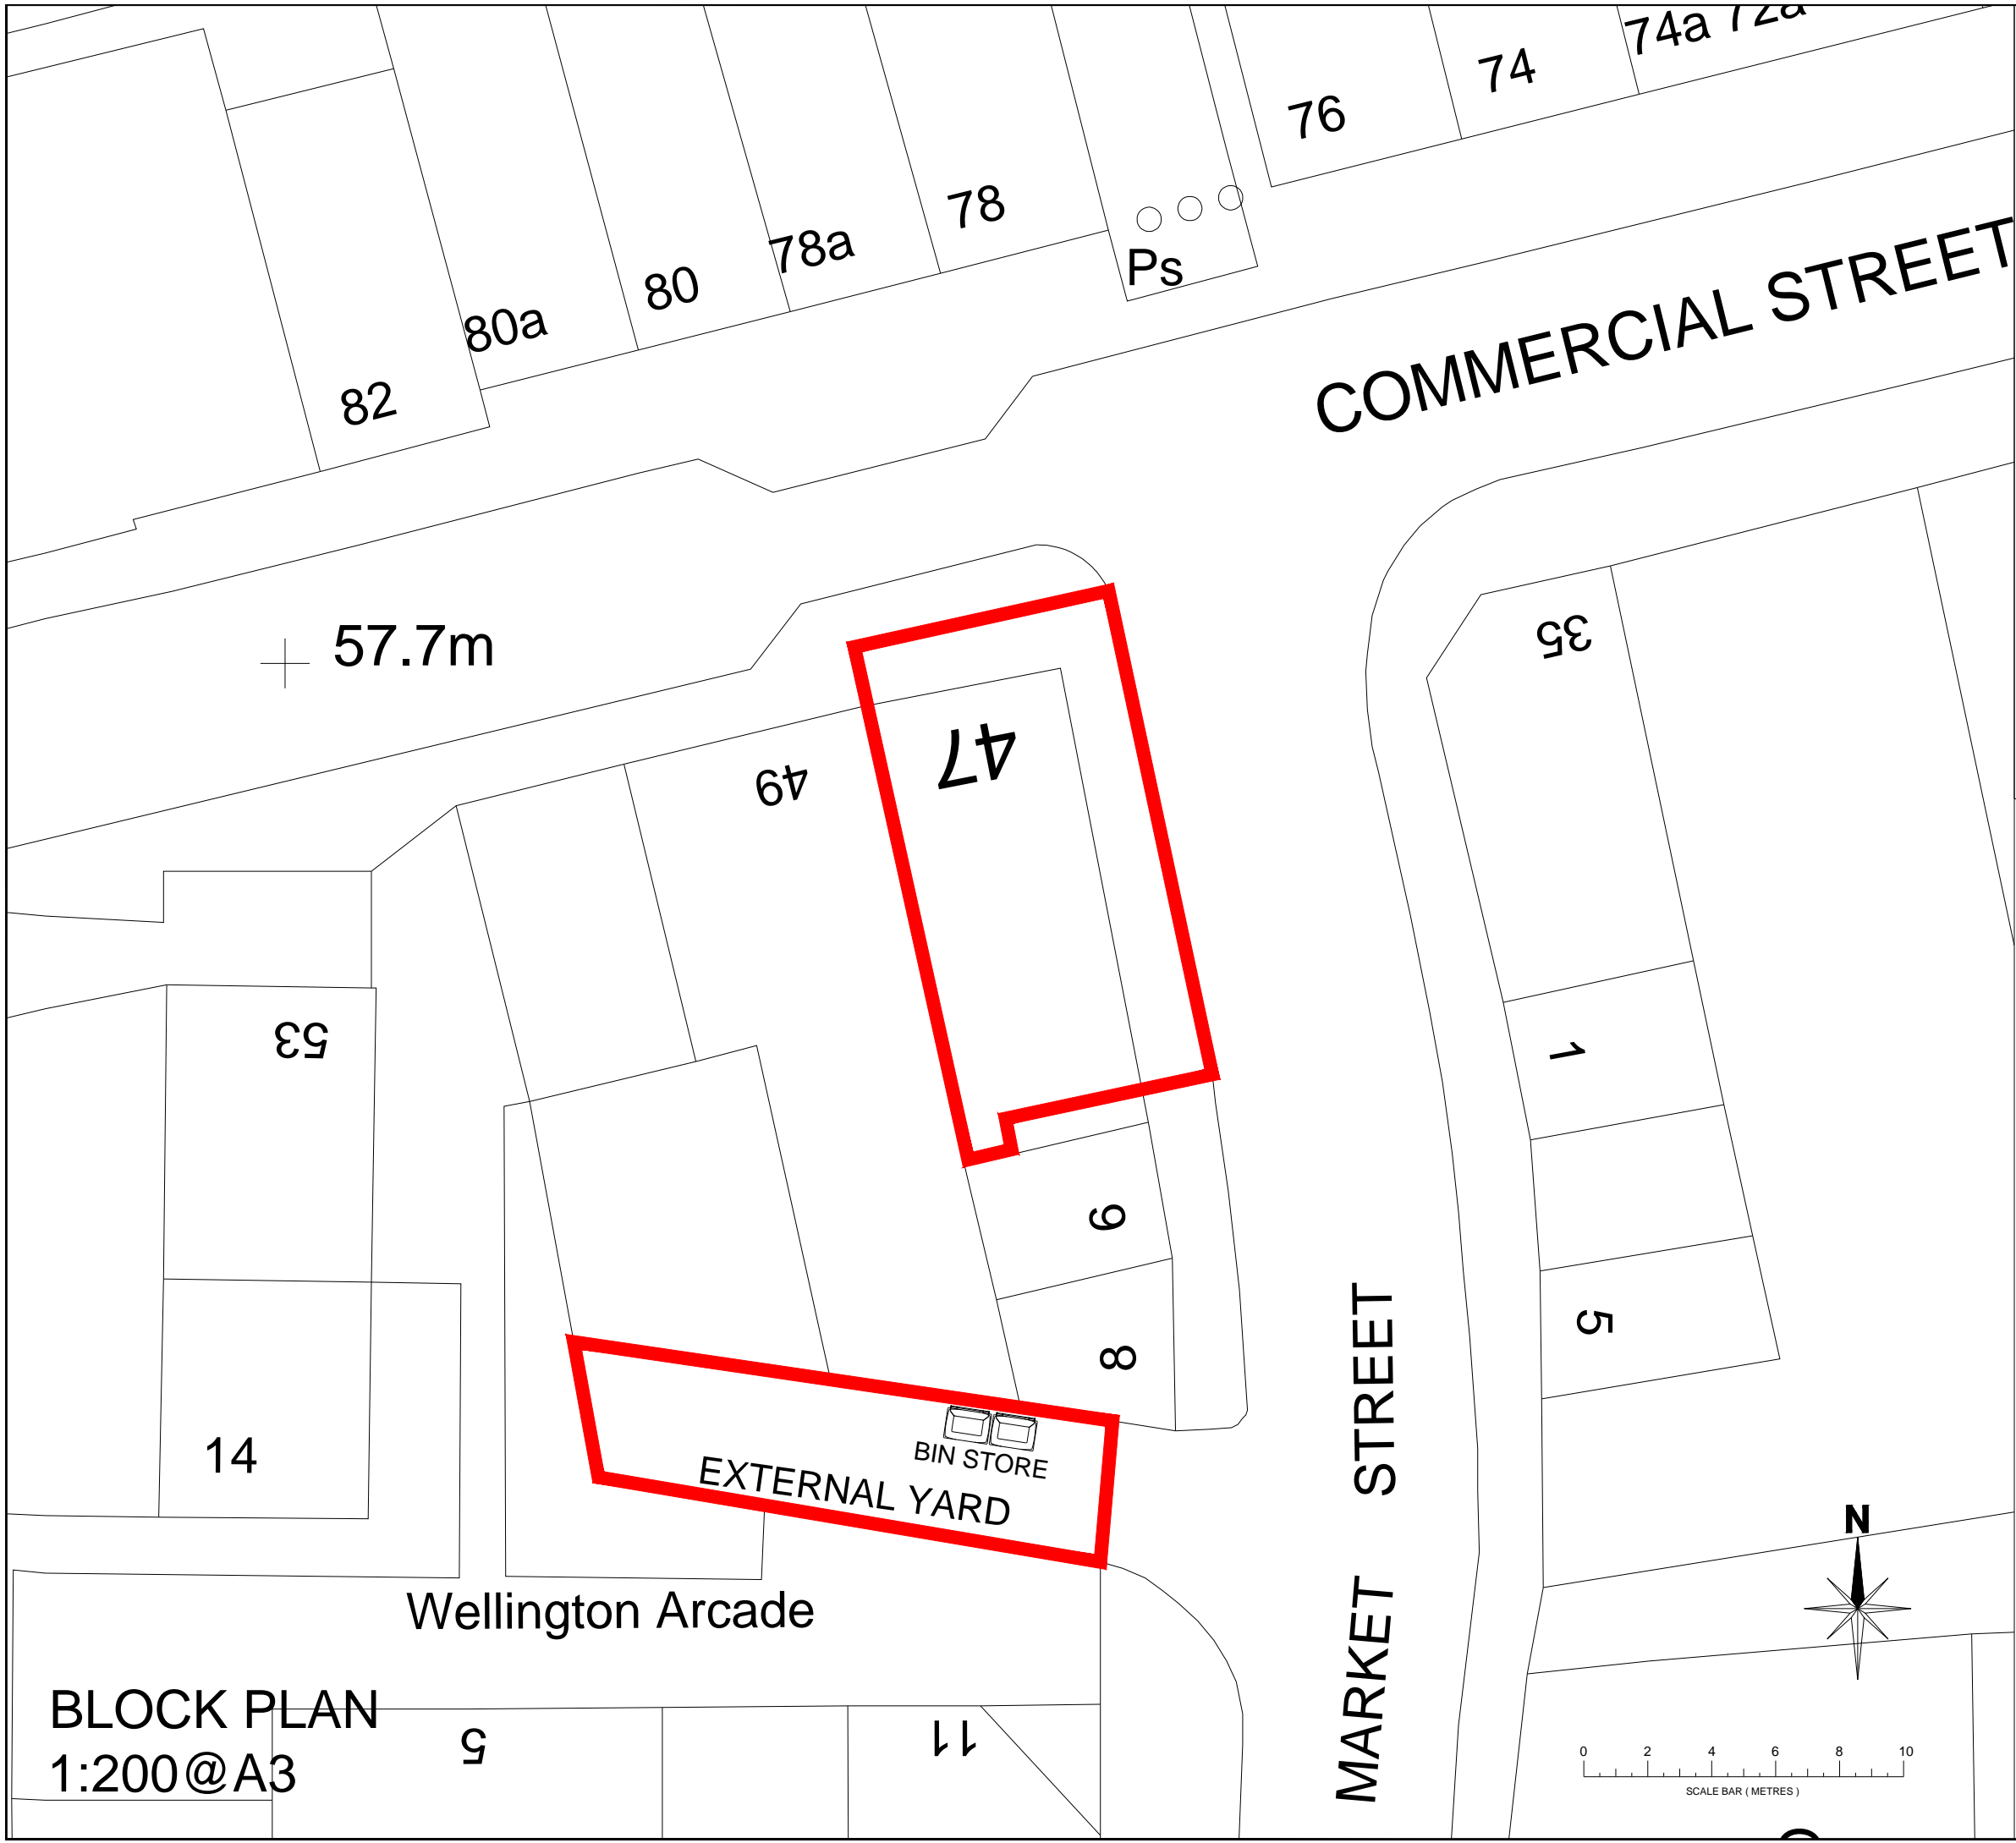 74a 72a
74
76
78
78a
80
80a
82
Ps
COMMERCIAL STREET
57.7m
35
47
49
53
1
9
5
8
14
BIN STORE
EXTERNAL YARD
MARKET STREET
N
Wellington Arcade
BLOCK PLAN
1:200@A3
5
11
0 2 4 6 8 10
SCALE BAR ( METRES )